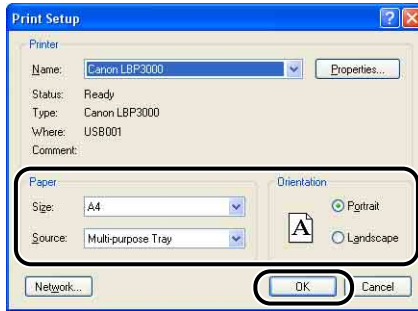 Print Setup
Printer
Name: Canon LBP3000 Properties...
Status: Ready
Type: Canon LBP3000
Where: USB001
Comment:
Paper Orientation
Size: A4 Portrait
A
Source: Multi-purpose Tray Landscape
Network... OK Cancel